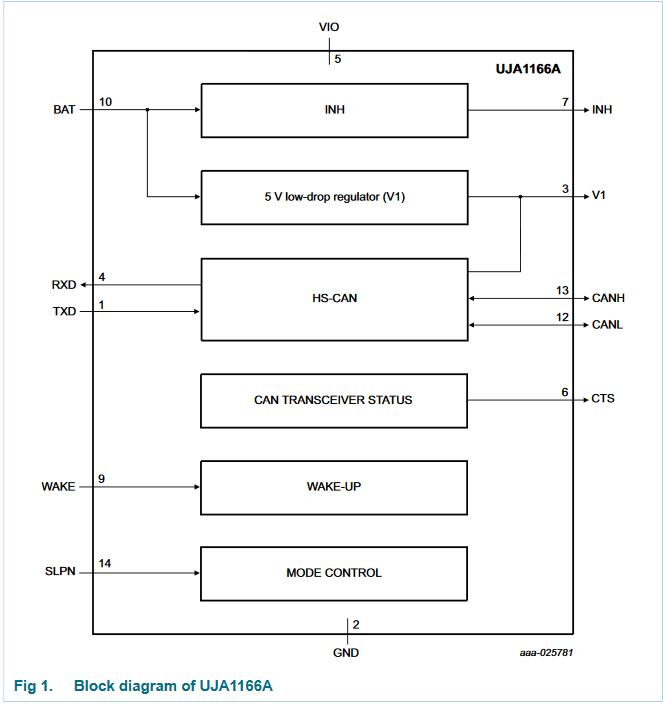 VIO
5
UJA1166A
BAT 10 INH 7 INH
5 V low-drop regulator (V1) 3 V1
RXD 4
HS-CAN
13 CANH
TXD 1
12 CANL
CAN TRANSCEIVER STATUS 6 CTS
WAKE 9 WAKE-UP
SLPN 14 MODE CONTROL
2
GND
aaa-025781
Fig 1. Block diagram of UJA1166A